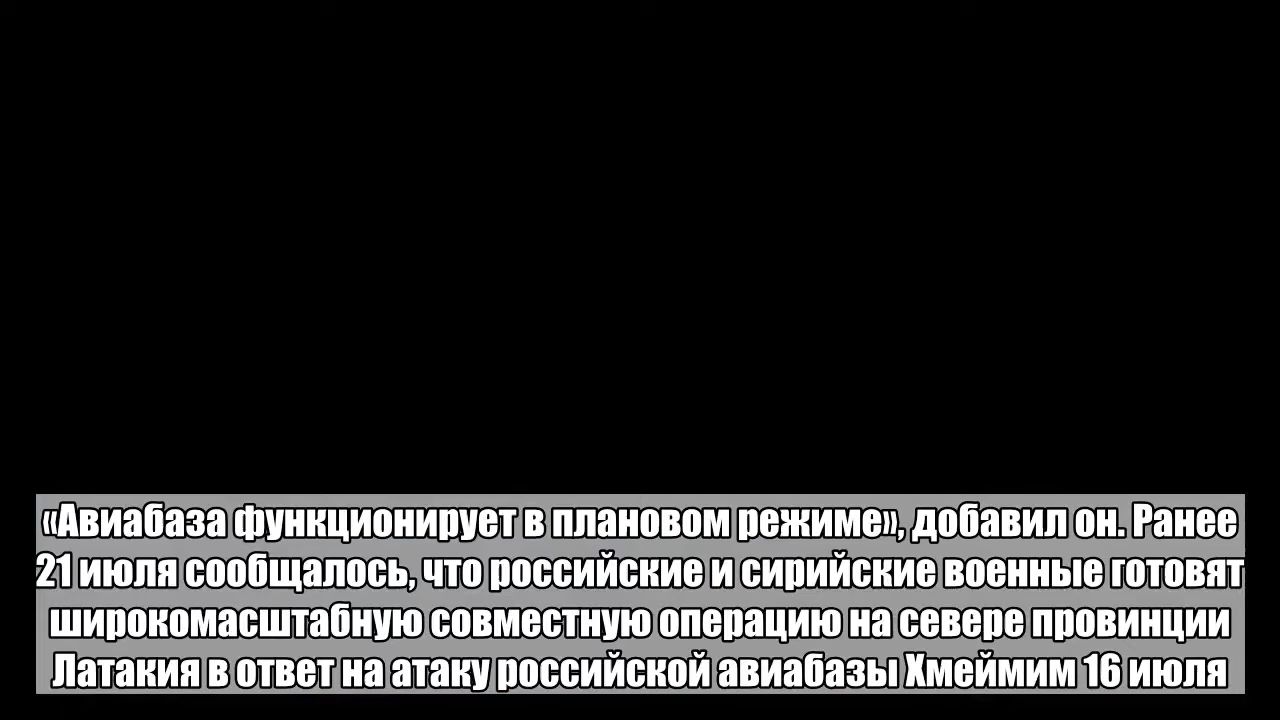 «Авиабаза функционирует в плановом режиме», добавил он. Ранее
21 июля сообщалось, что российские и сирийские военные готовят
широкомасштабную совместную операцию на севере провинции
Латакия в ответ на атаку российской авиабазы Хмеймим 16 июля